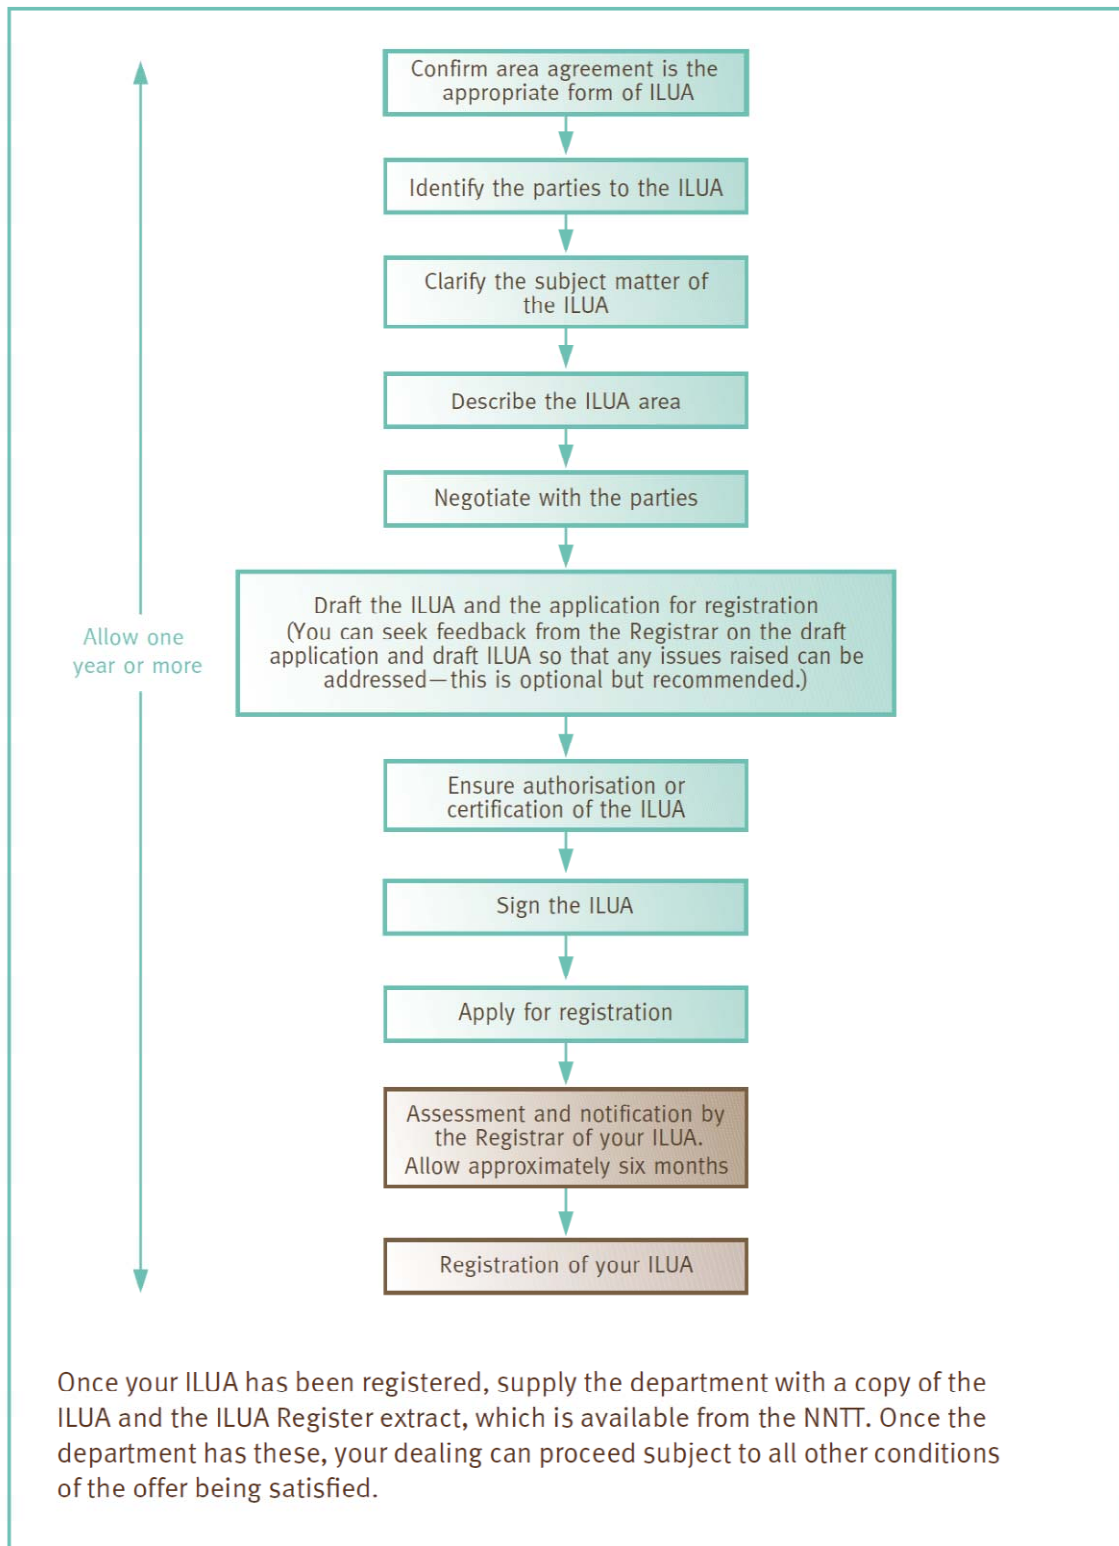 Confirm area agreement is the
appropriate form of ILUA
Identify the parties to the ILUA
Clarify the subject matter of
the ILUA
Describe the ILUA area
Negotiate with the parties
Draft the ILUA and the application for registration
(You can seek feedback from the Registrar on the draft
application and draft ILUA so that any issues raised can be
addressed—this is optional but recommended.)
Allow one
year or more
Ensure authorisation or
certification of the ILUA
Sign the ILUA
Apply for registration
Assessment and notification by
the Registrar of your ILUA.
Allow approximately six months
Registration of your ILUA
Once your ILUA has been registered, supply the department with a copy of the
ILUA and the ILUA Register extract, which is available from the NNTT. Once the
department has these, your dealing can proceed subject to all other conditions
of the offer being satisfied.